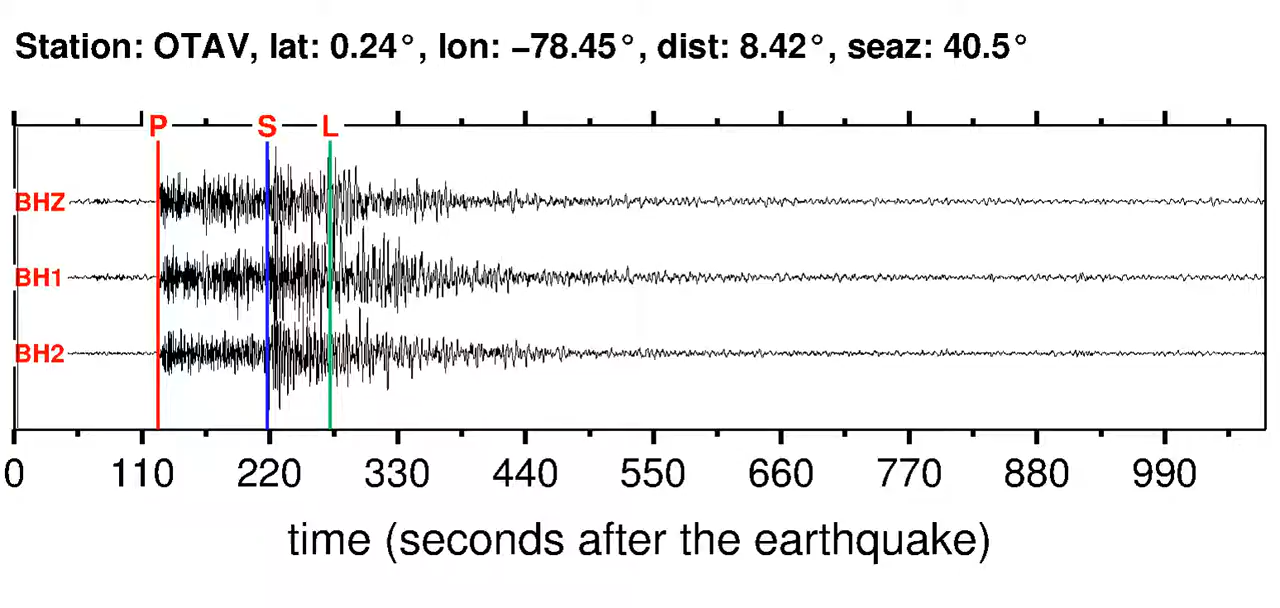 Station: OTAV, lat: 0.24°, lon: −78.45°, dist: 8.42°, seaz: 40.5°
P S L
BHZ
BH1
BH2
0 110 220 330 440 550 660 770 880 990
time (seconds after the earthquake)